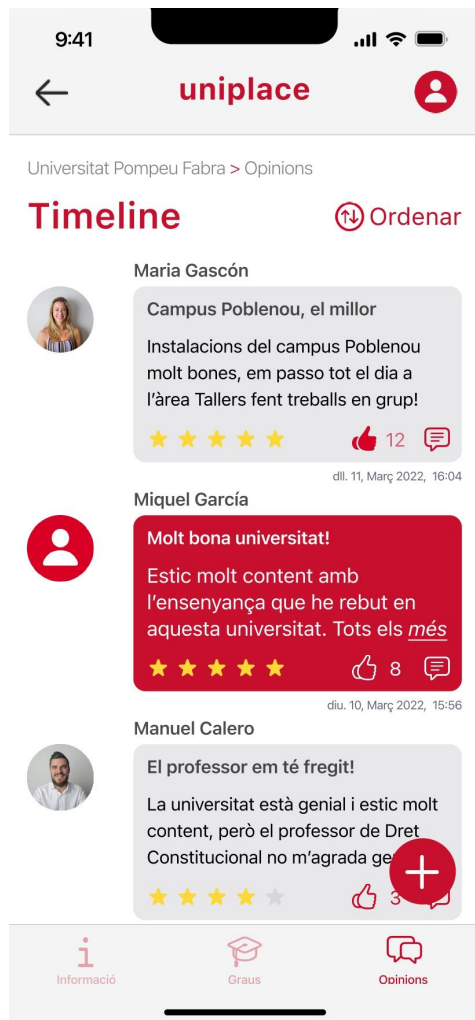 9:41
uniplace
Universitat Pompeu Fabra > Opinions
Timeline
Ordenar
Maria Gascón
Campus Poblenou, el millor
Instalacions del campus Poblenou
molt bones, em passo tot el dia a
l'àrea Tallers fent treballs en grup!
12
dll. 11, Març 2022, 16:04
Miquel García
Molt bona universitat!
Estic molt content amb
l'ensenyança que he rebut en
aquesta universitat. Tots els més
8
diu. 10, Març 2022, 15:56
Manuel Calero
El professor em té fregit!
La universitat està genial i estic molt
content, però el professor de Dret
Constitucional no m'agrada
3
Informació
Graus
Opinions